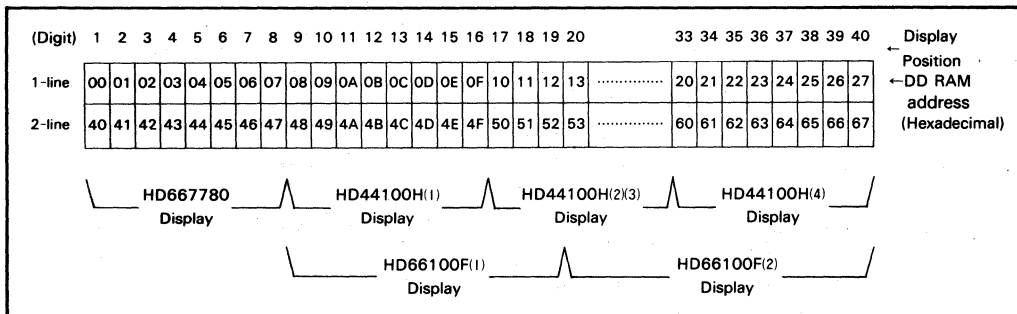 (Digit) 1 2 3 4 5 6 7 8 9 10 11 12 13 14 15 16 17 18 19 20 33 34 35 36 37 38 39 40 Display
← Position
1-line 00 01 02 03 04 05 06 07 08 09 0A 0B 0C 0D 0E 0F 10 11 12 13 ............... 20 21 22 23 24 25 26 27 ←DD RAM
address
2-line 40 41 42 43 44 45 46 47 48 49 4A 4B 4C 4D 4E 4F 50 51 52 53 ............... 60 61 62 63 64 65 66 67 (Hexadecimal)
HD667780 HD44100H(1) HD44100H(2)(3) HD44100H(4)
Display Display Display Display
HD66100F(1) HD66100F(2)
Display Display